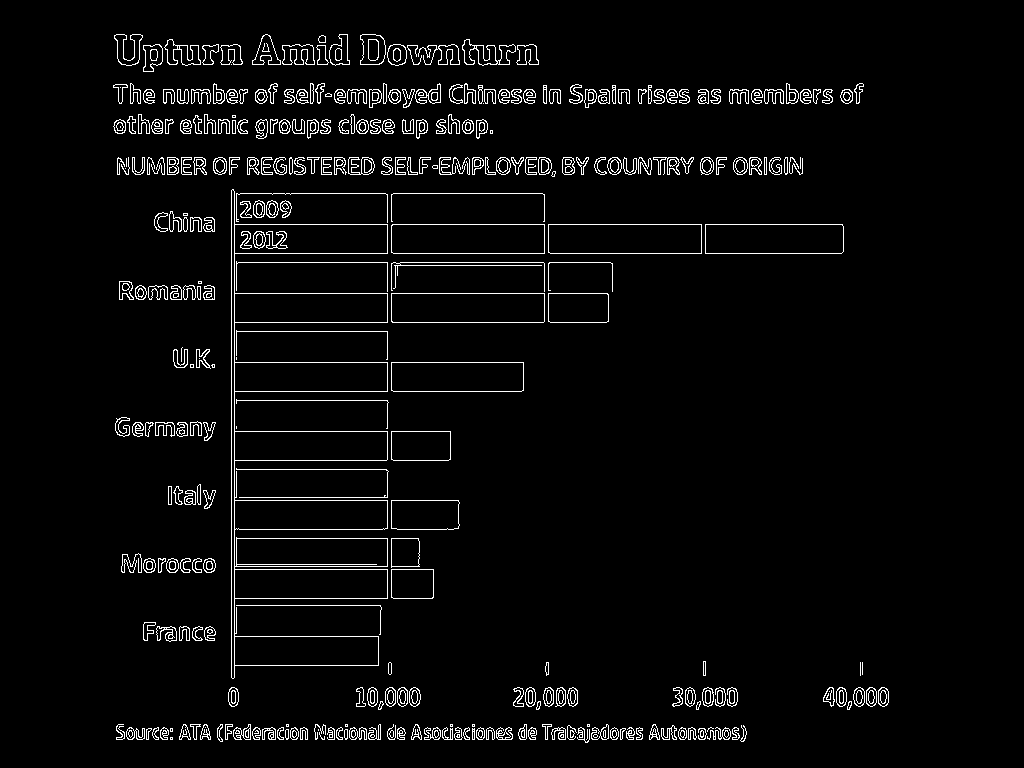 Upturn Amid Downturn
The number of self-employed Chinese in Spain rises as members of
other ethnic groups close up shop.
NUMBER OF REGISTERED SELF-EMPLOYED, BY COUNTRY OF ORIGIN
China
2009
2012
Romania
U.K.
Germany
Italy
Morocco
France
0 10,000 20,000 30,000 40,000
Source: ATA (Federacion Nacional de Asociaciones de Trabajadores Autonomos)